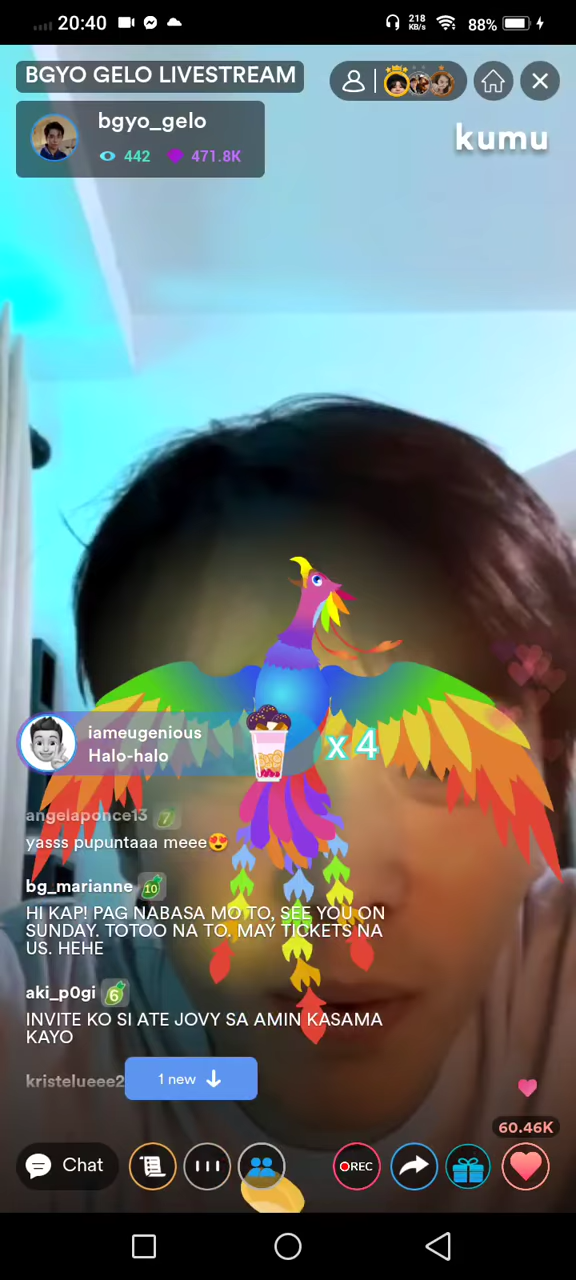 20:40
218
KB/s
88%
BGYO GELO LIVESTREAM
bgyo_gelo
442
471.8K
kumu
iameugenious
Halo-halo
x 4
angelaponce13 7
yasss pupuntaaa meee😍
bg_marianne 10
HI KAP! PAG NABASA MO TO, SEE YOU ON
SUNDAY. TOTOO NA TO. MAY TICKETS NA
US. HEHE
aki_p0gi 6
INVITE KO SI ATE JOVY SA AMIN KASAMA
KAYO
kristelueee2
1 new
60.46K
Chat
REC